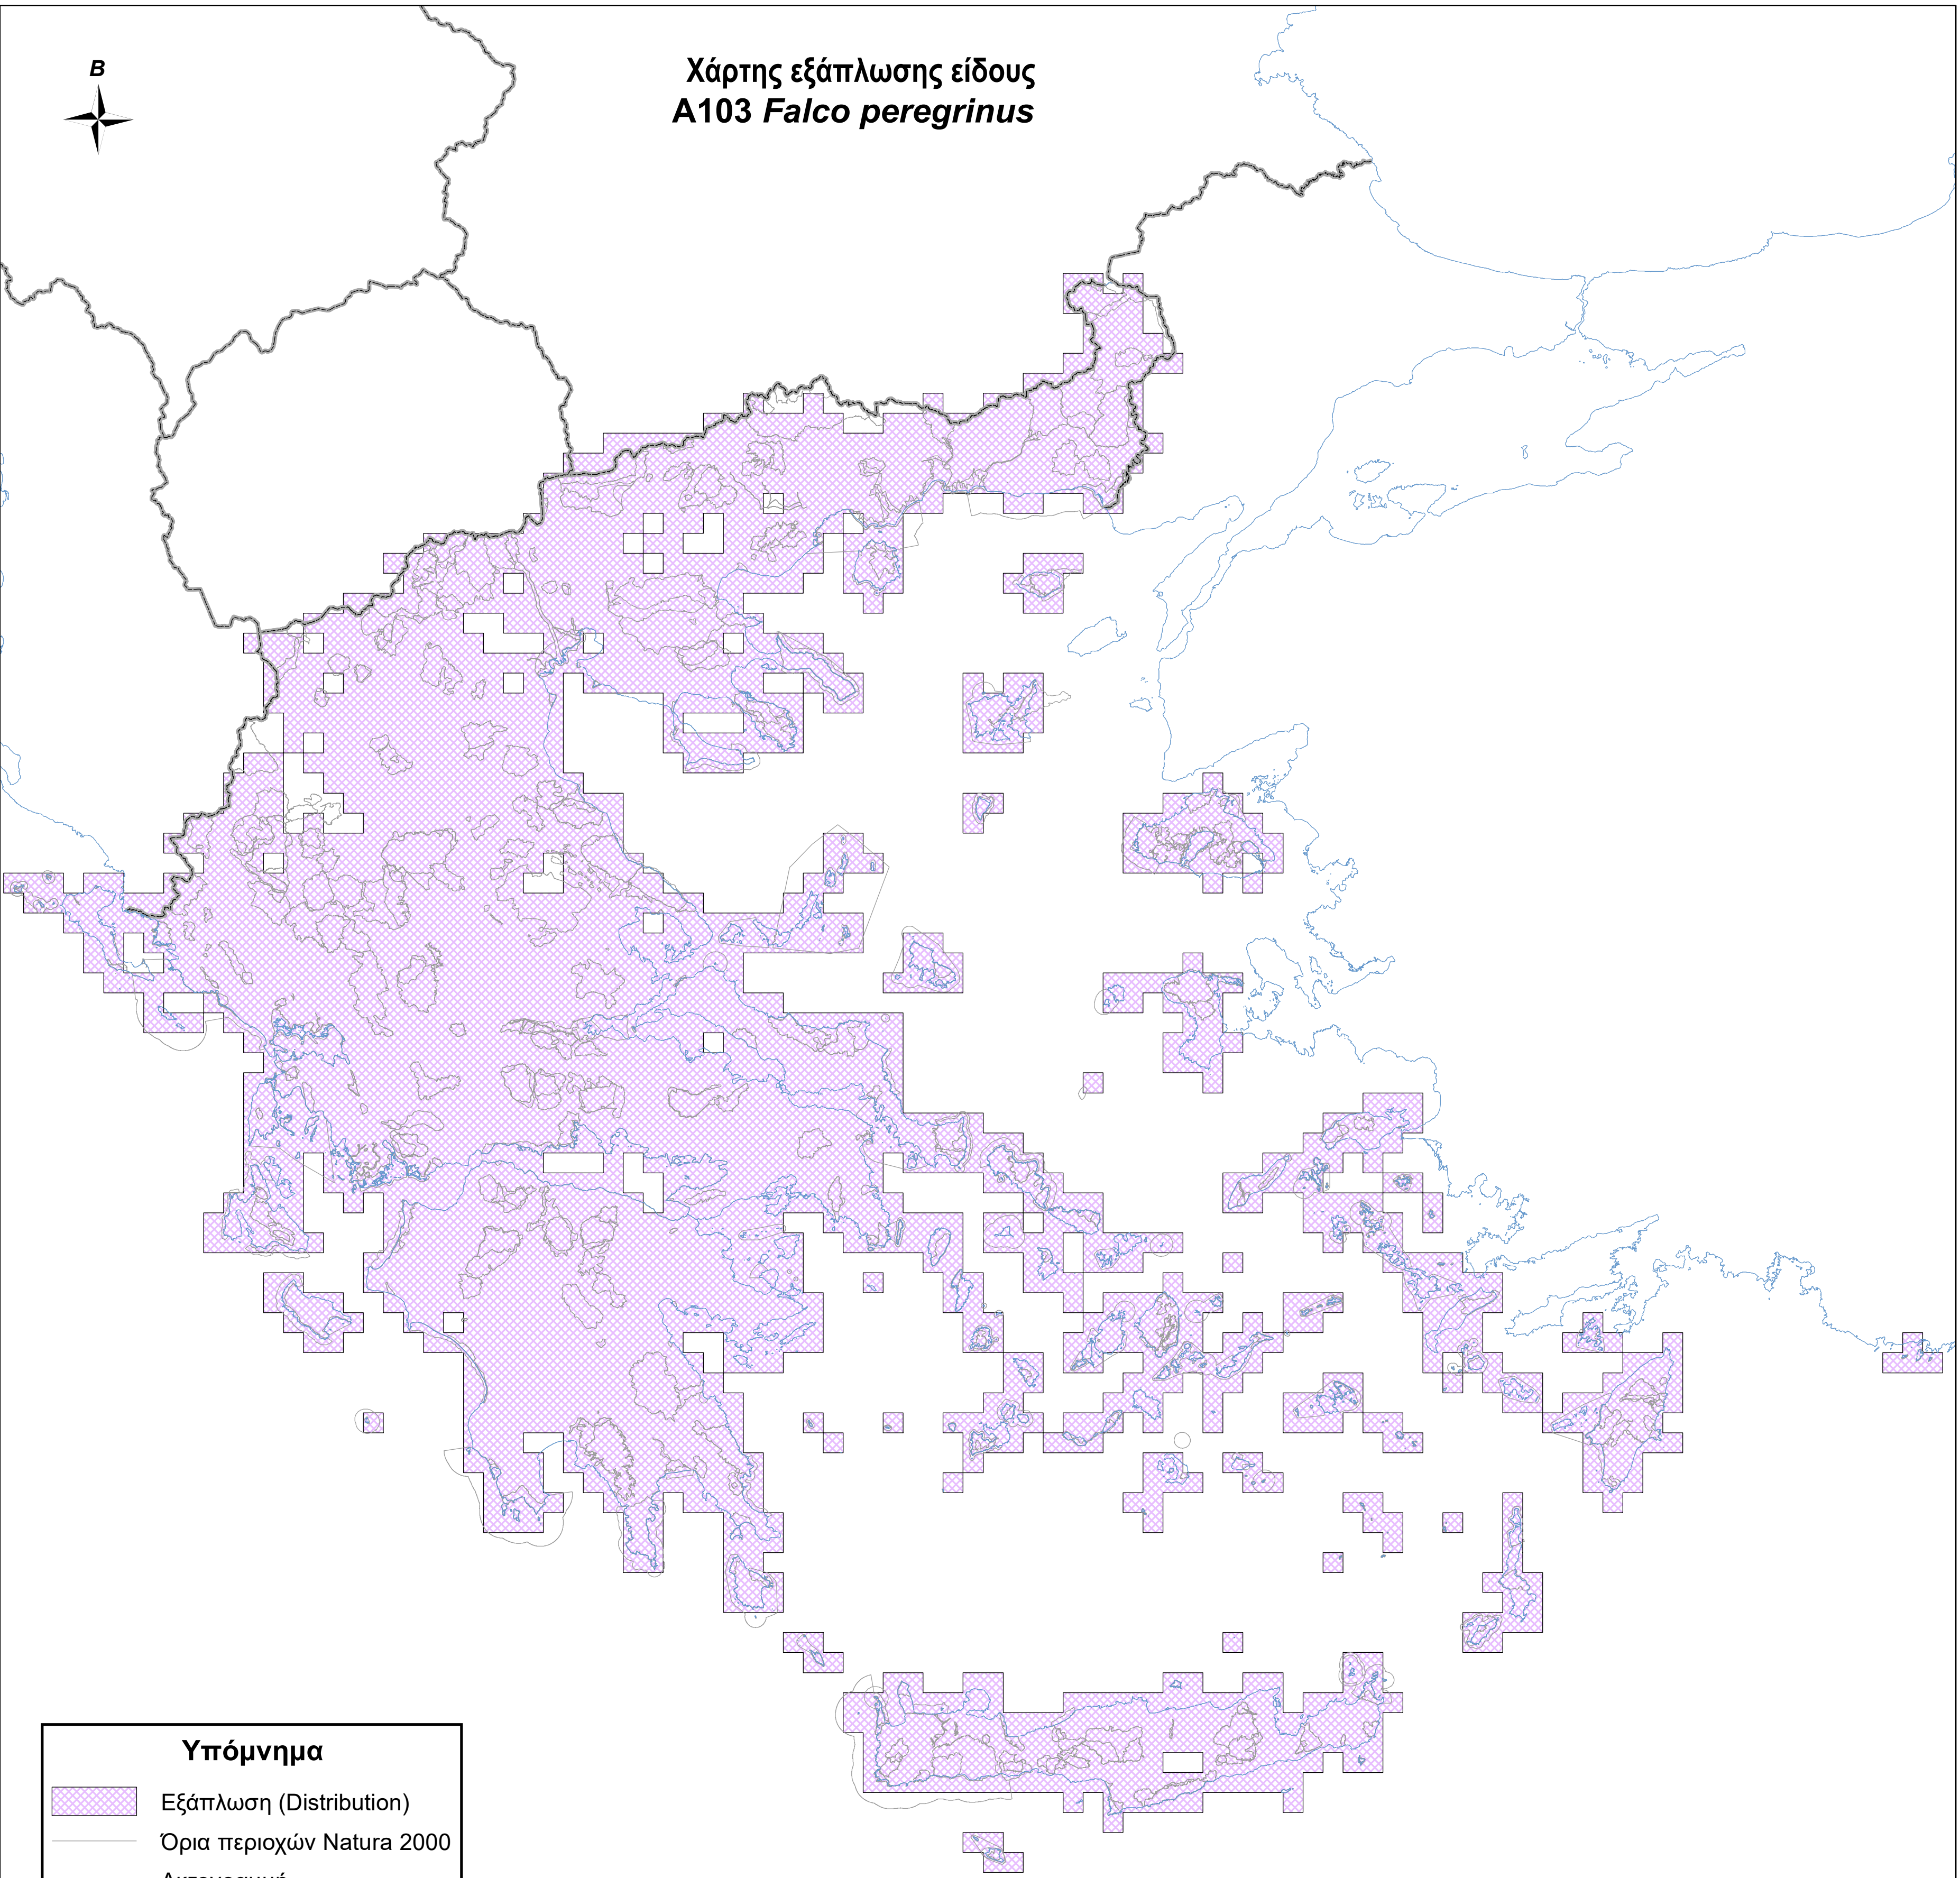 Β
Χάρτης εξάπλωσης είδους
A103 Falco peregrinus
Υπόμνημα
Εξάπλωση (Distribution)
Όρια περιοχών Natura 2000